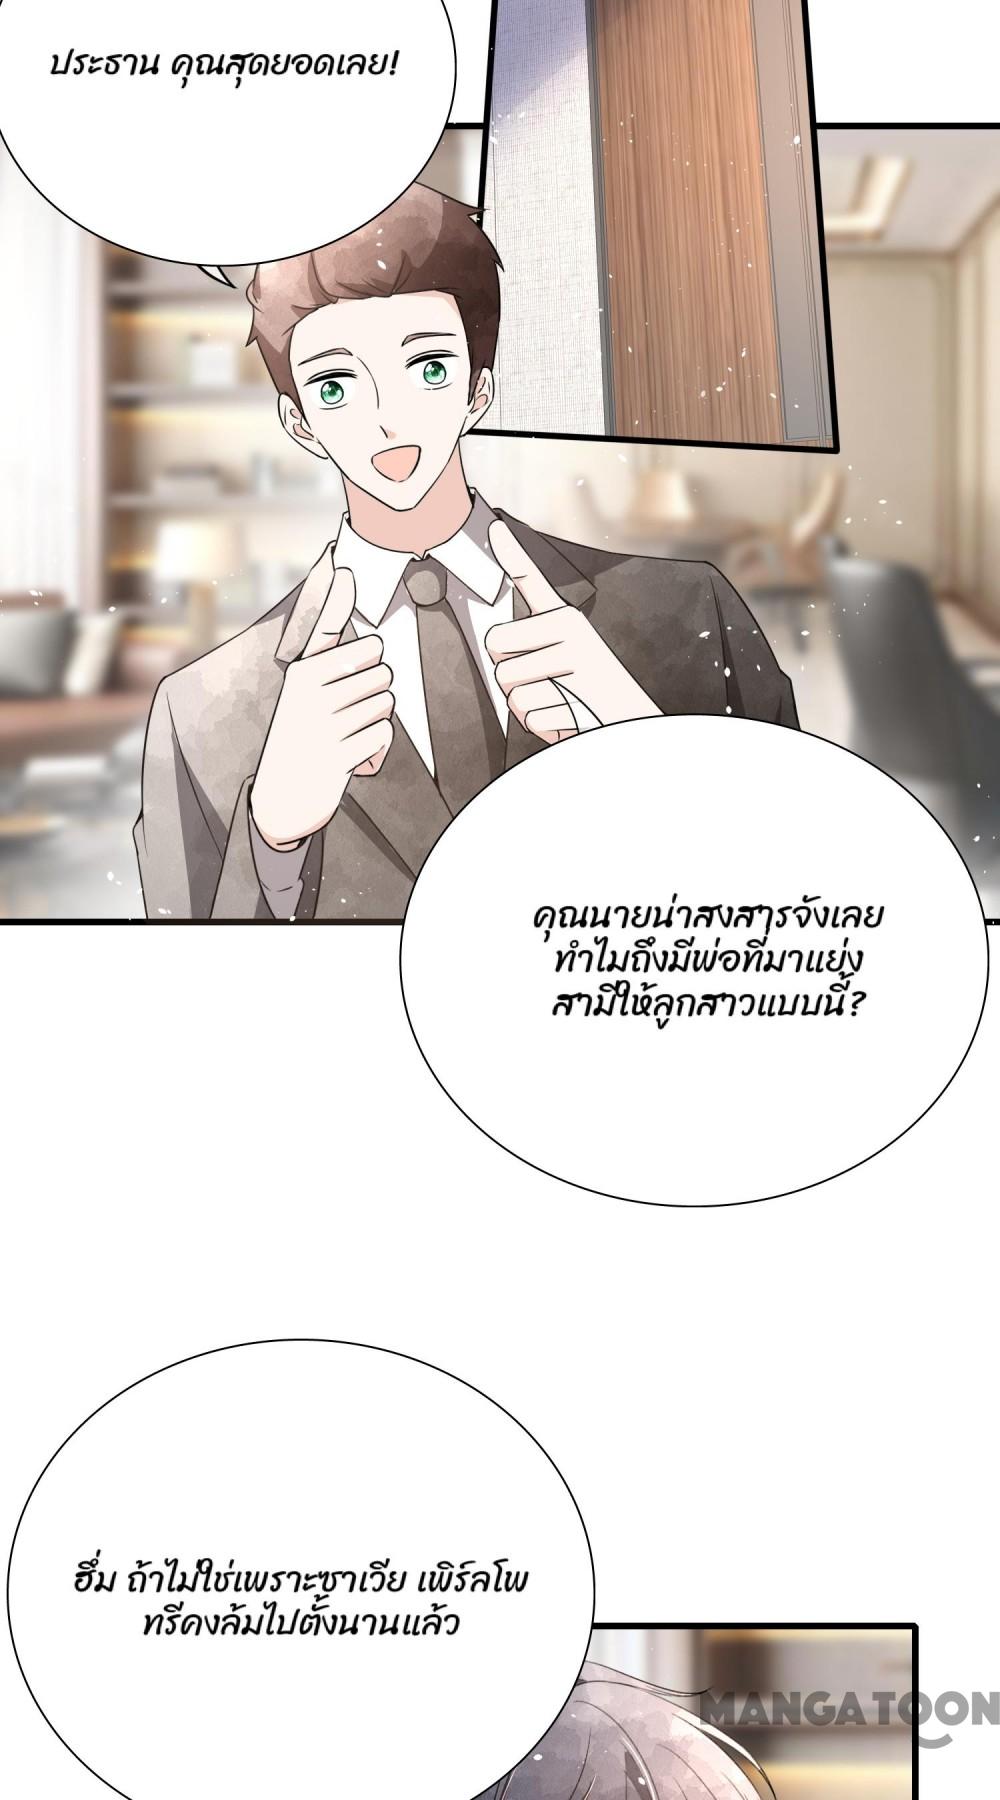 ประธาน คุณสุดยอดเลย!
คุณนายน่าสงสารจังเลย
ทำไมถึงมีพ่อที่มาแย่ง
สามีให้ลูกสาวแบบนี้?
ฮึ่ม ถ้าไม่ใช่เพราะซาเวีย เพิร์ลโพ
ทรีคงล้มไปตั้งนานแล้ว
MANGATOON